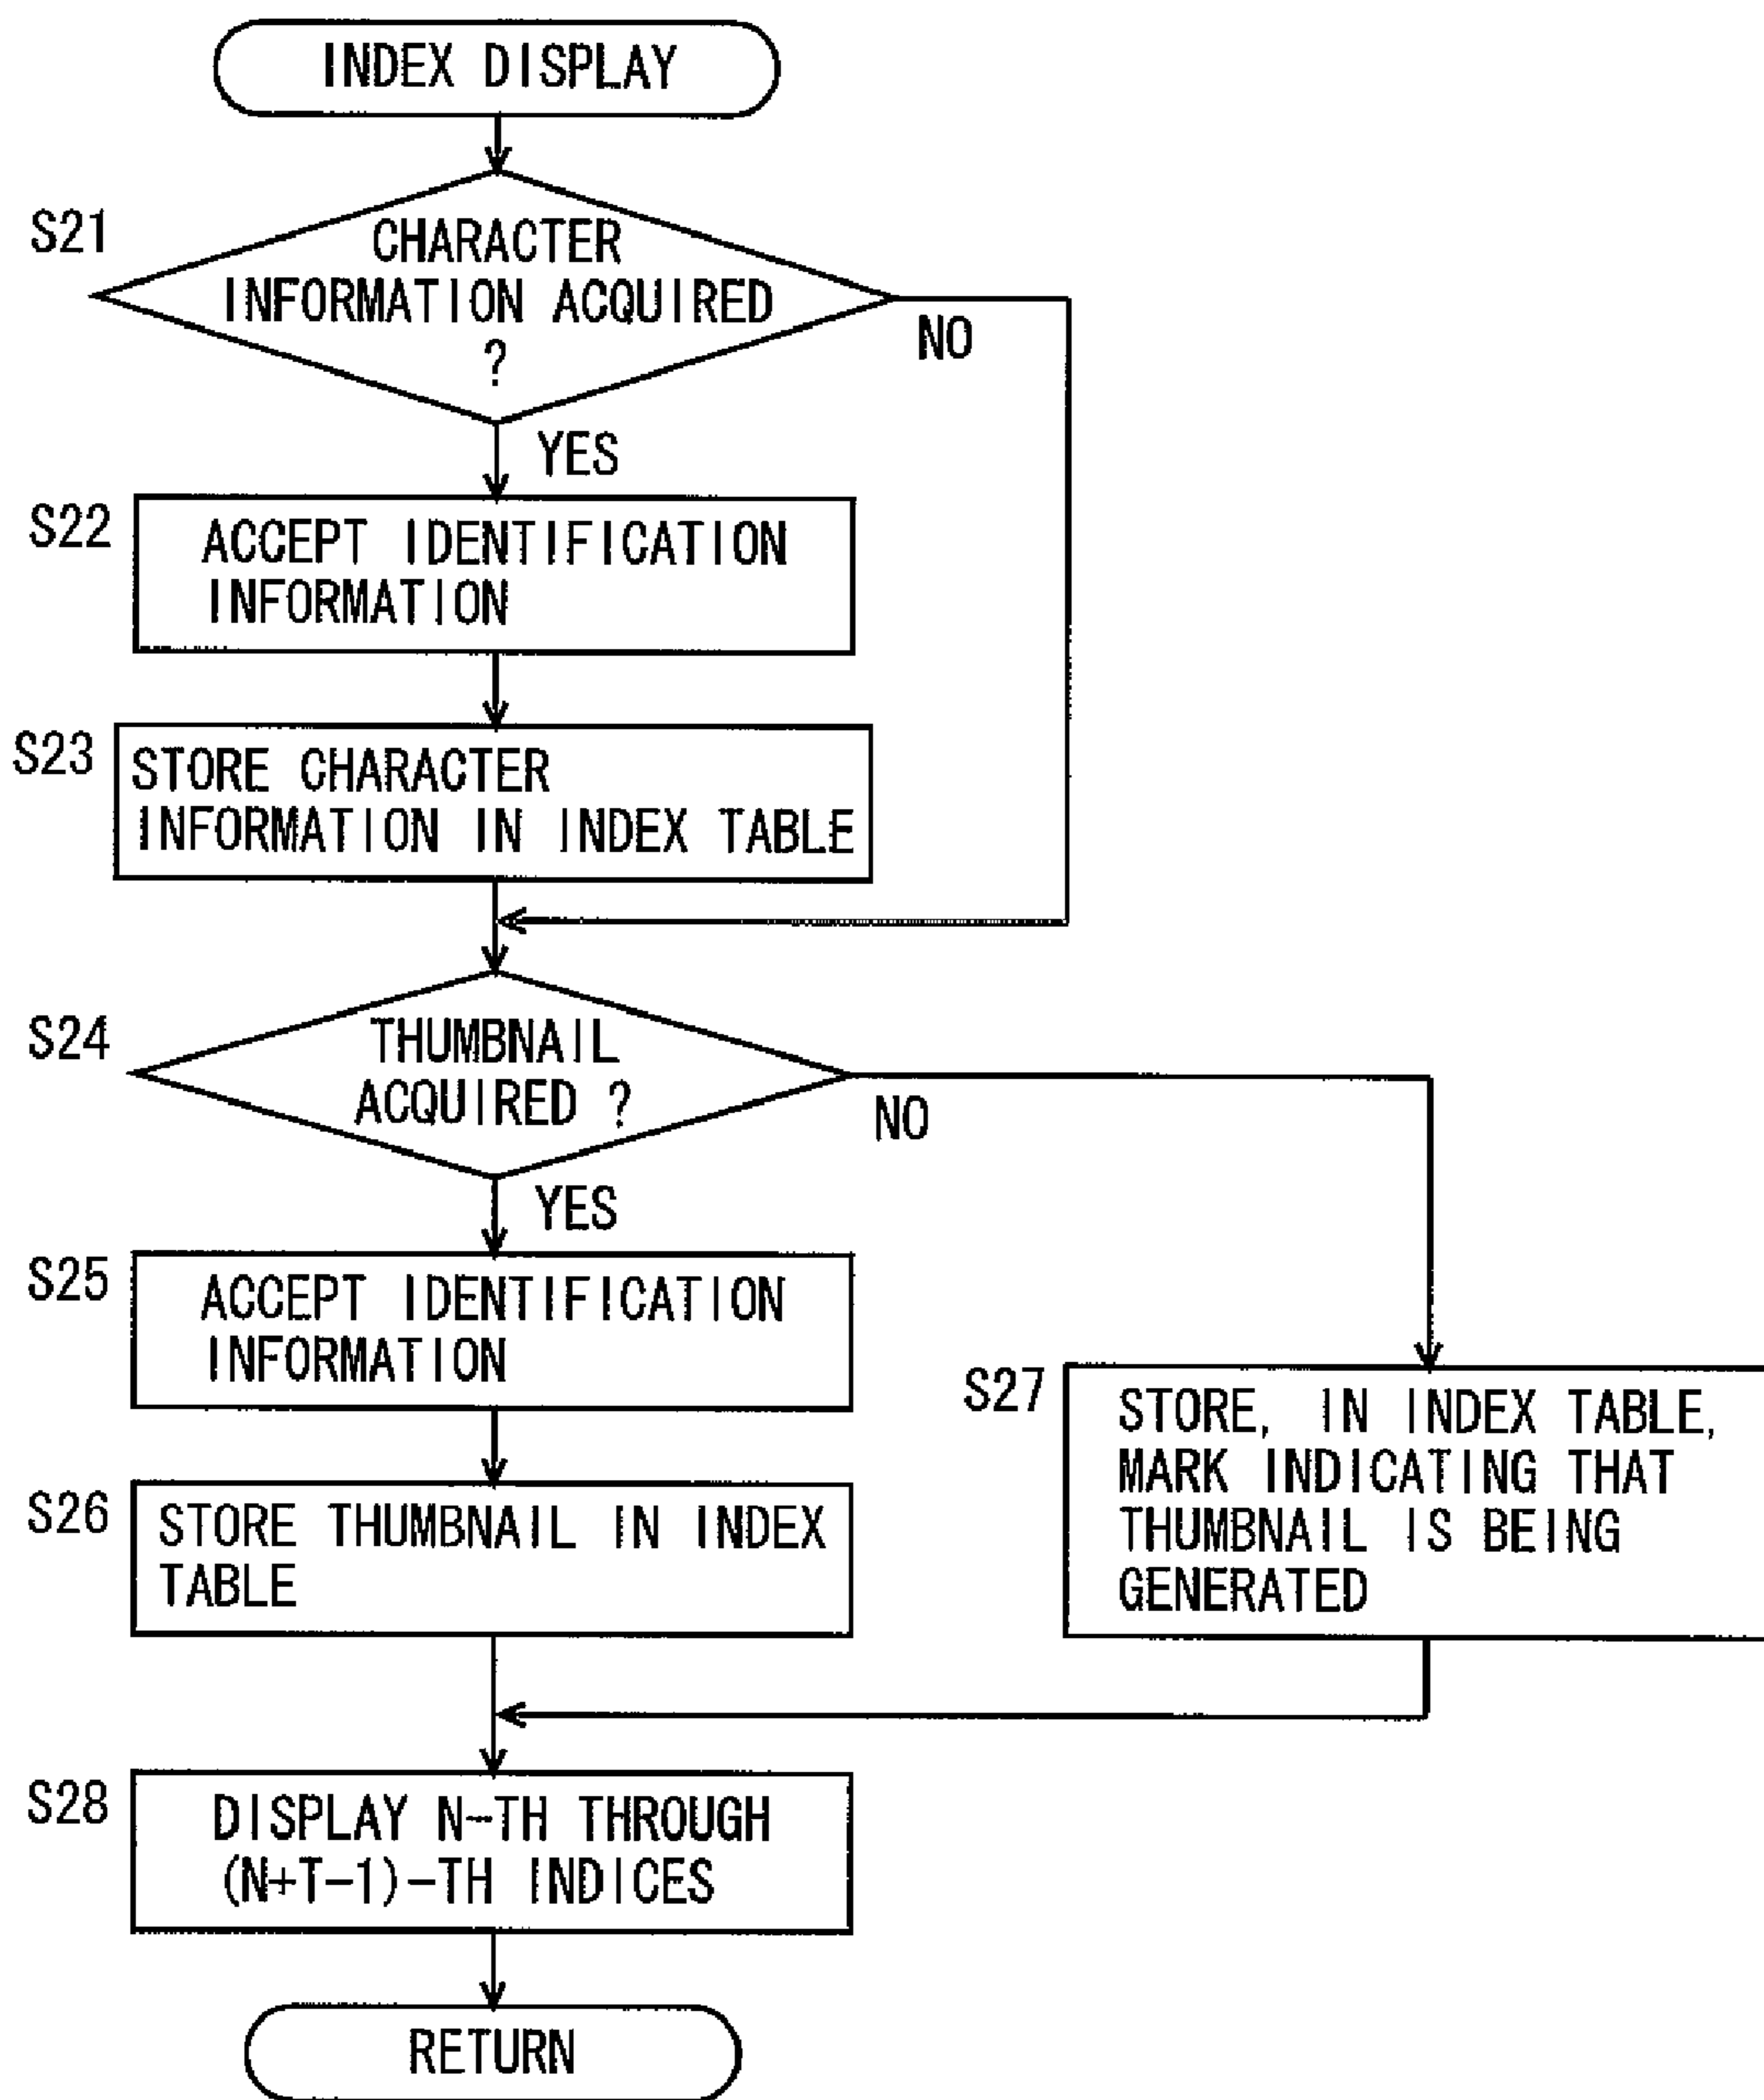 INDEX DISPLAY
S21
CHARACTER
INFORMATION ACQUIRED
?
NO
YES
S22
ACCEPT IDENTIFICATION
INFORMATION
S23
STORE CHARACTER
INFORMATION IN INDEX TABLE
S24
THUMBNAIL
ACQUIRED ?
NO
YES
S25
ACCEPT IDENTIFICATION
INFORMATION
S26
STORE THUMBNAIL IN INDEX
TABLE
S27
STORE, IN INDEX TABLE,
MARK INDICATING THAT
THUMBNAIL IS BEING
GENERATED
S28
DISPLAY N-TH THROUGH
(N+T-1)-TH INDICES
RETURN